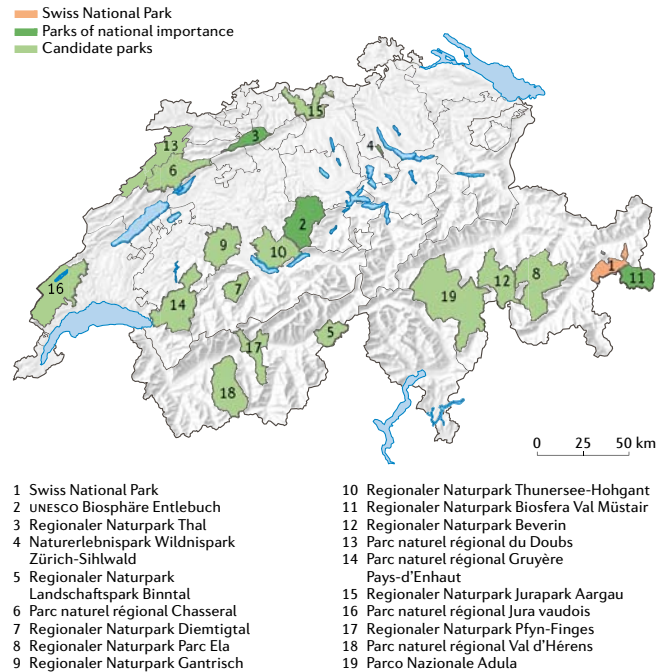 Swiss National Park
Parks of national importance
Candidate parks
15
3
13
4
6
2
9
10
16
7
14
19
12
8
1
11
17
5
18
0 25 50 km
1 Swiss National Park
2 UNESCO Biosphäre Entlebuch
3 Regionaler Naturpark Thal
4 Naturerlebnispark Wildnispark
Zürich-Sihlwald
5 Regionaler Naturpark
Landschaftspark Binntal
6 Parc naturel régional Chasseral
7 Regionaler Naturpark Diemtigtal
8 Regionaler Naturpark Parc Ela
9 Regionaler Naturpark Gantrisch
10 Regionaler Naturpark Thunersee-Hohgant
11 Regionaler Naturpark Biosfera Val Müstair
12 Regionaler Naturpark Beverin
13 Parc naturel régional du Doubs
14 Parc naturel régional Gruyère
Pays-d'Enhaut
15 Regionaler Naturpark Jurapark Aargau
16 Parc naturel régional Jura vaudois
17 Regionaler Naturpark Pfyn-Finges
18 Parc naturel régional Val d'Hérens
19 Parco Nazionale Adula